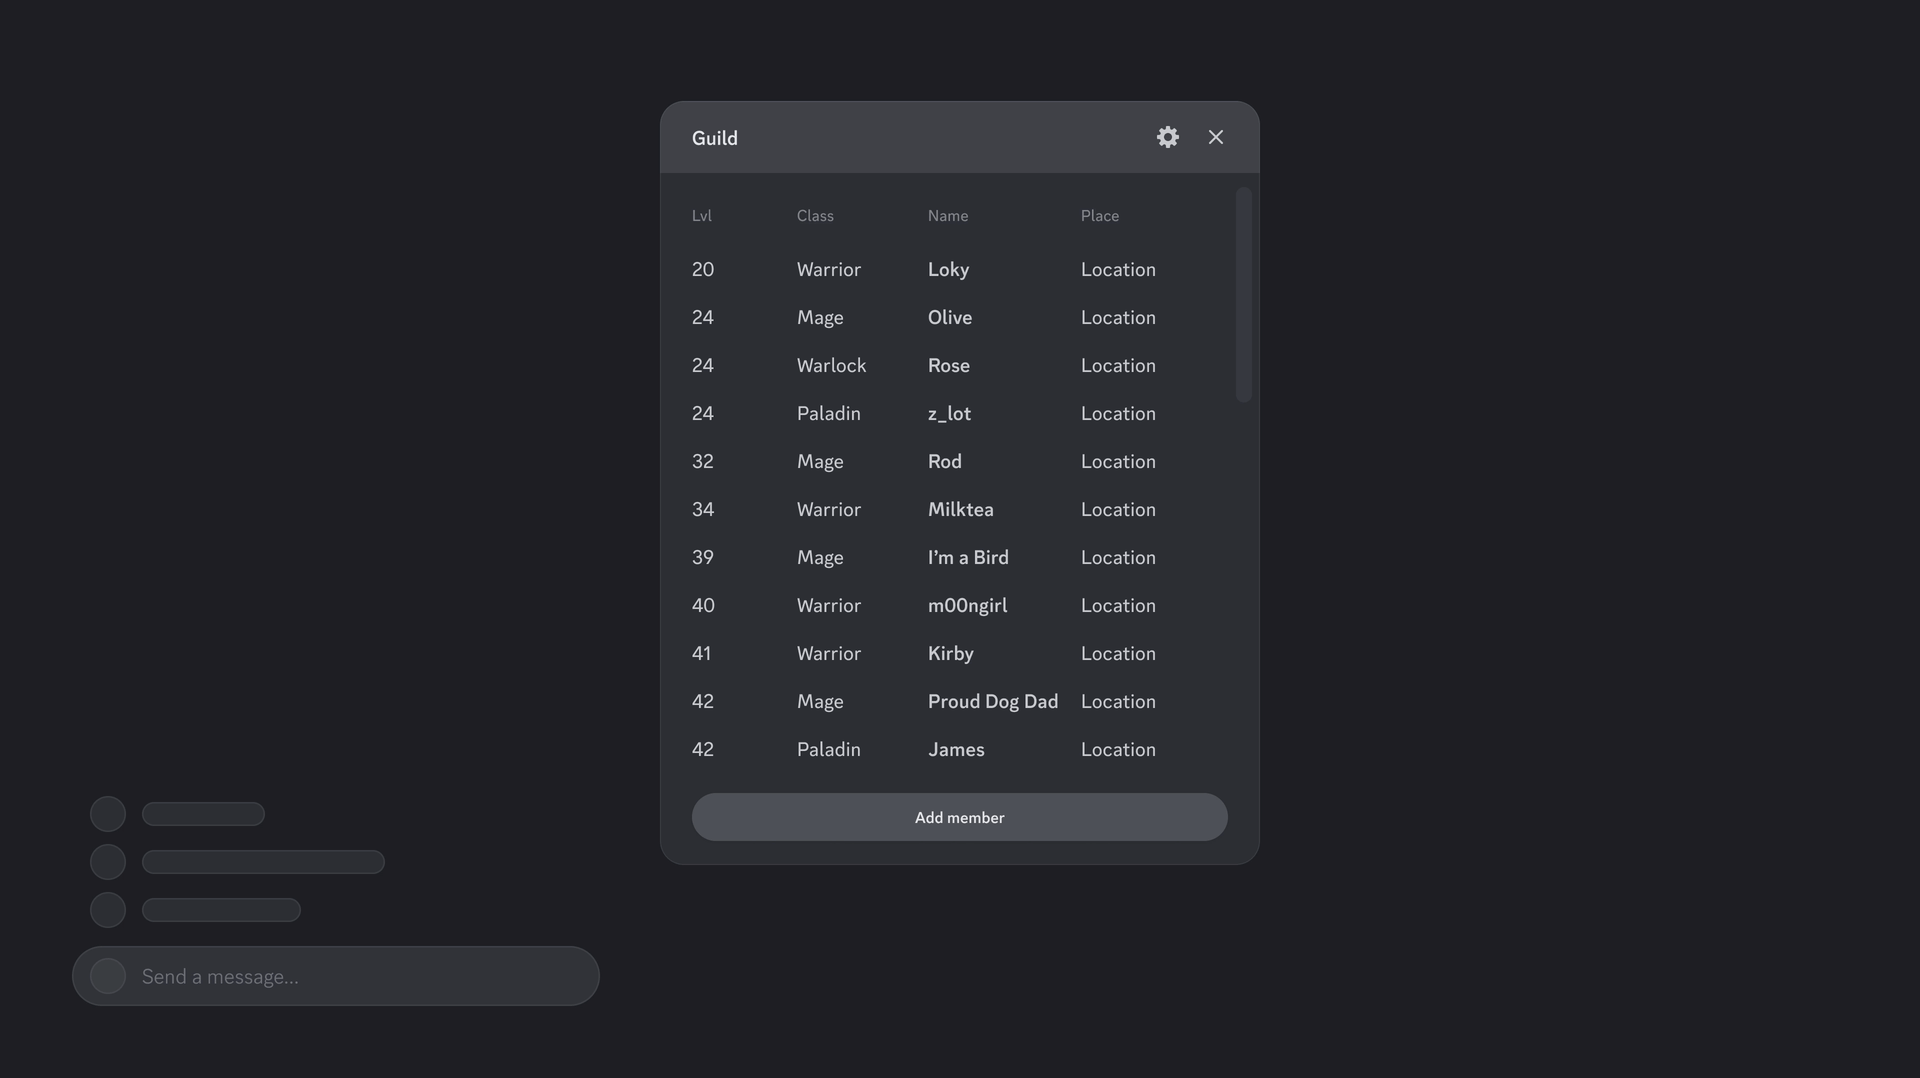 Guild
Lvl Class Name Place
20 Warrior Loky Location
24 Mage Olive Location
24 Warlock Rose Location
24 Paladin z_lot Location
32 Mage Rod Location
34 Warrior Milktea Location
39 Mage I’m a Bird Location
40 Warrior m00ngirl Location
41 Warrior Kirby Location
42 Mage Proud Dog Dad Location
42 Paladin James Location
Add member
Send a message...